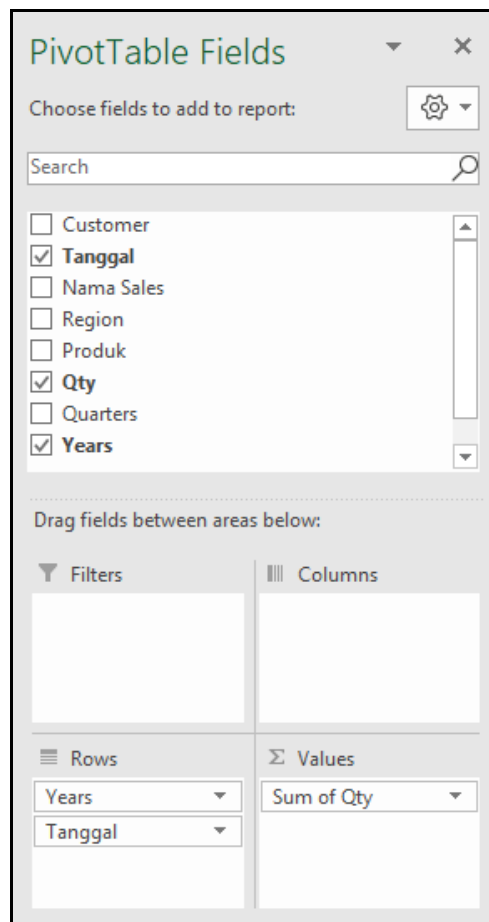 PivotTable Fields
Choose fields to add to report:
Search
Customer
Tanggal
Nama Sales
Region
Produk
Qty
Quarters
Years
Drag fields between areas below:
Filters
Columns
Rows
Σ Values
Years
Sum of Qty
Tanggal